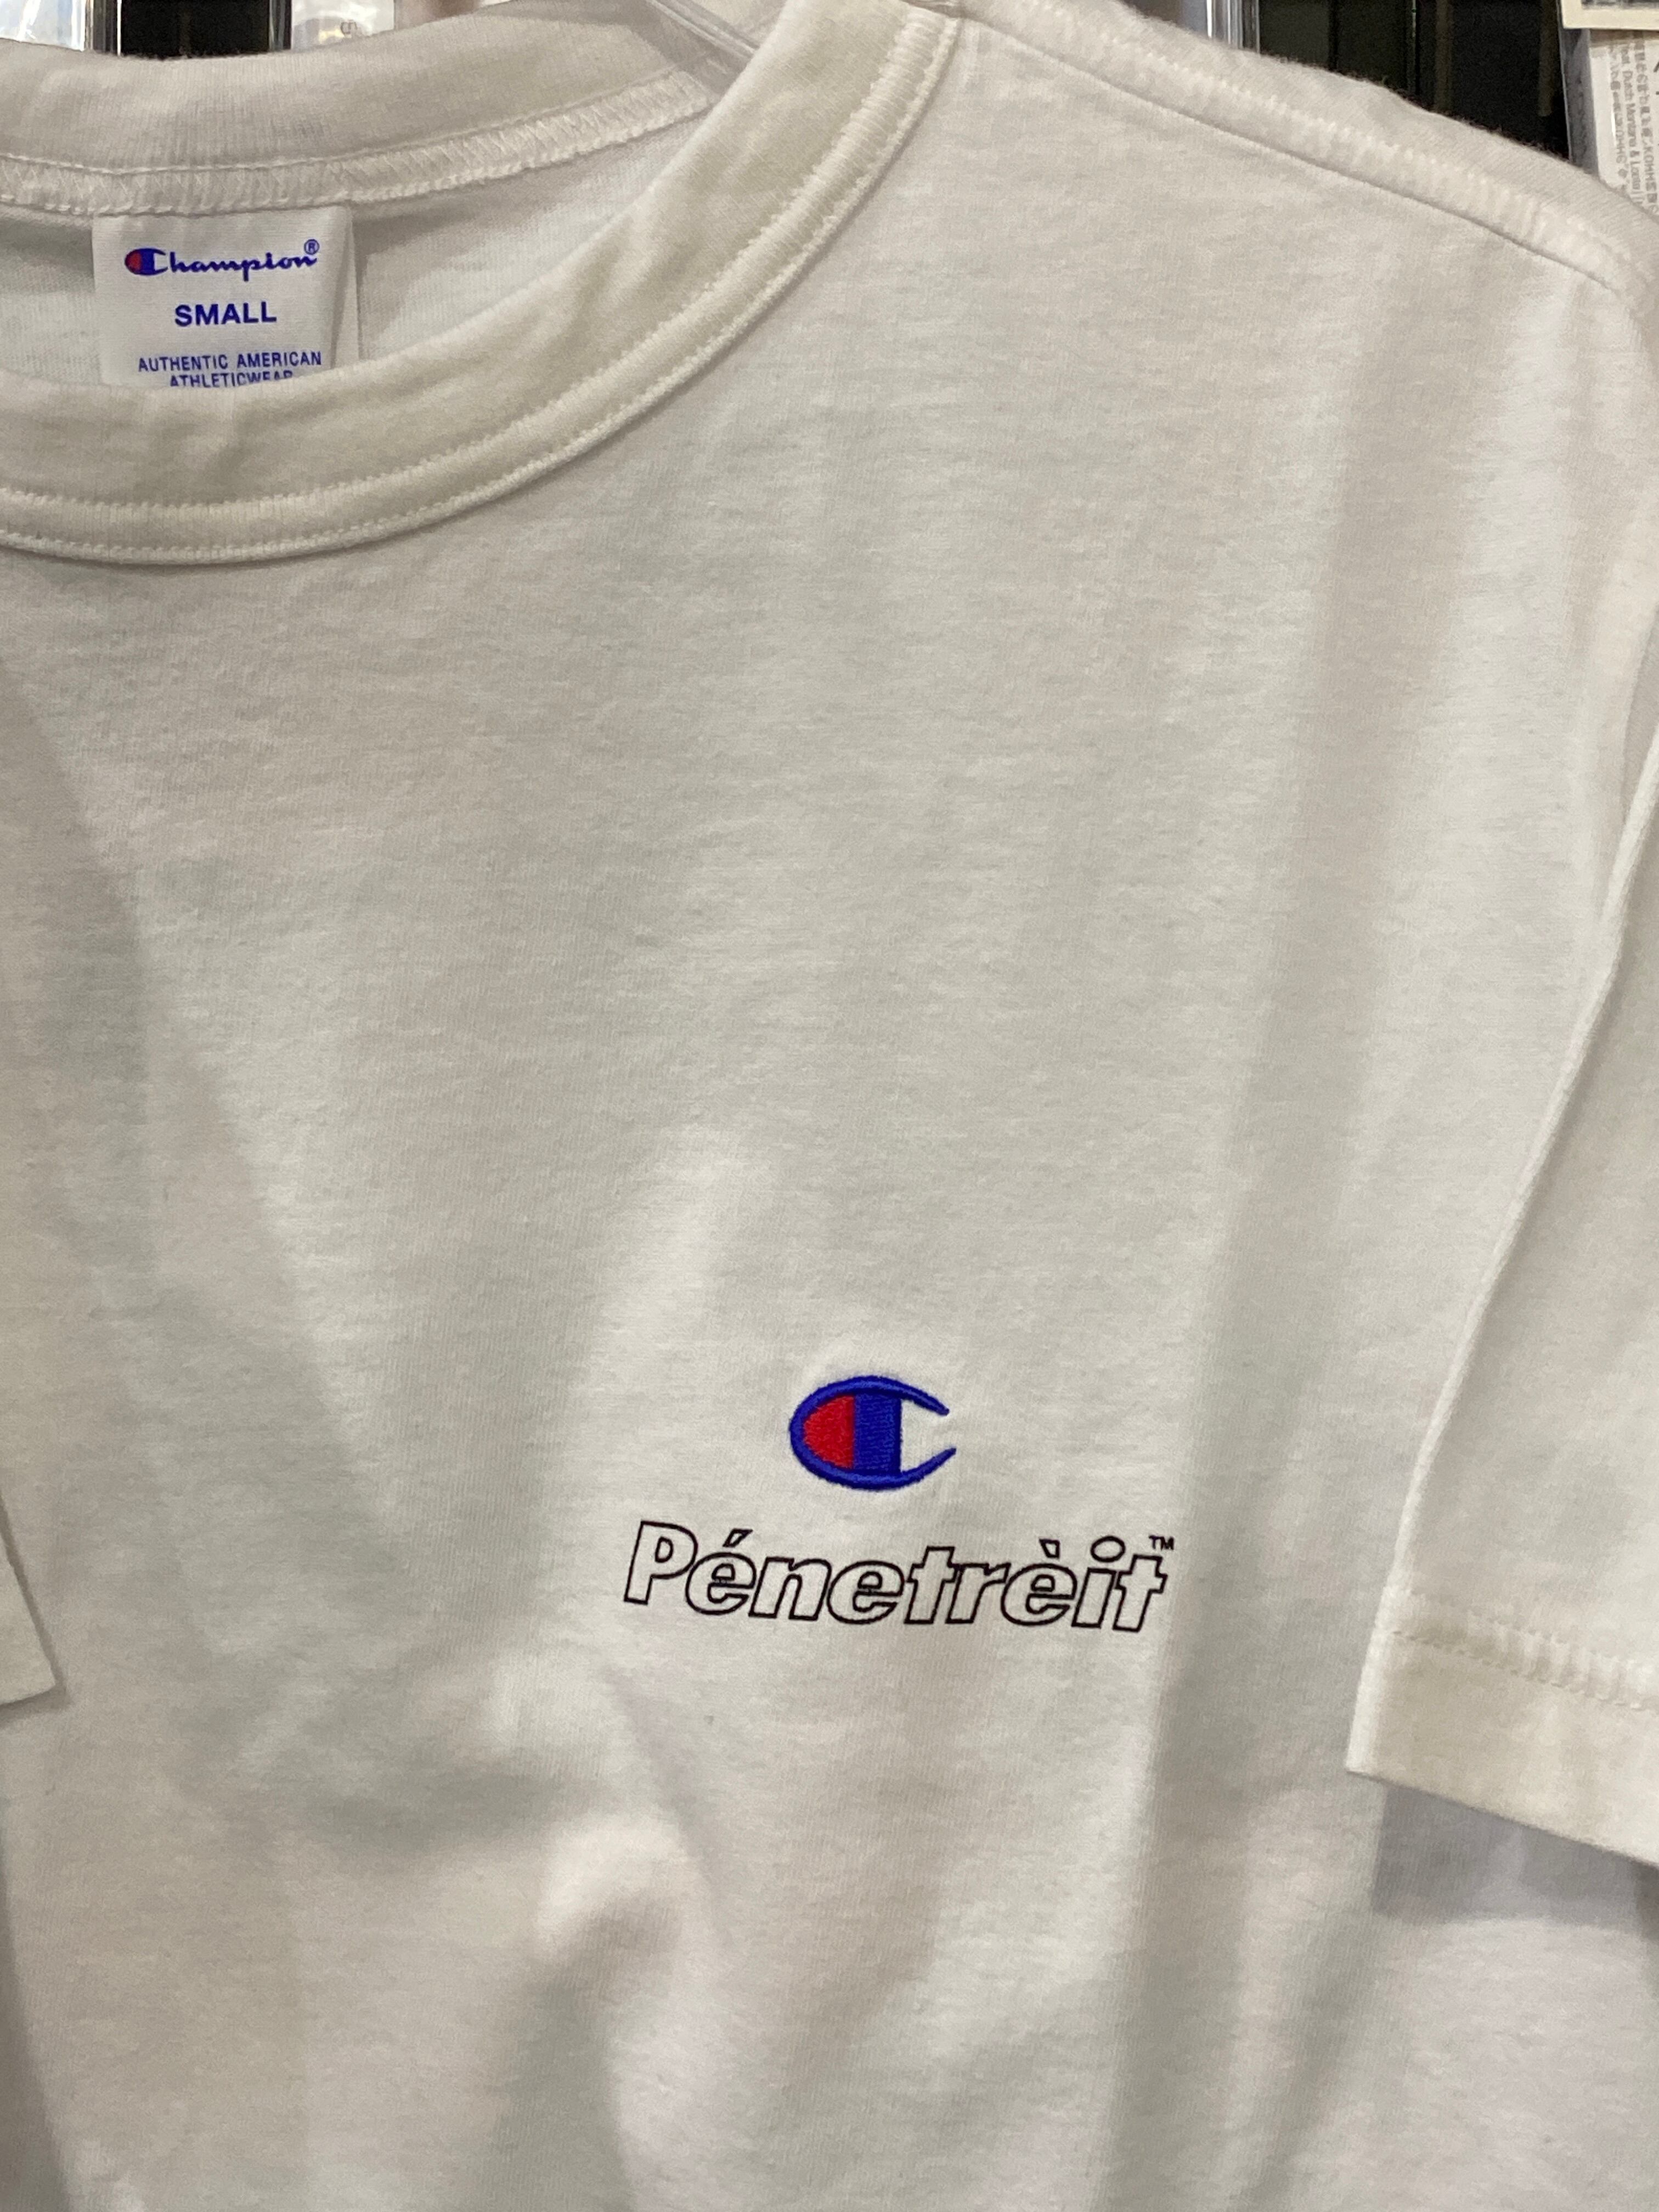 Champion®
SMALL
AUTHENTIC AMERICAN
ATHLETICWEAR
Pénetrèit™